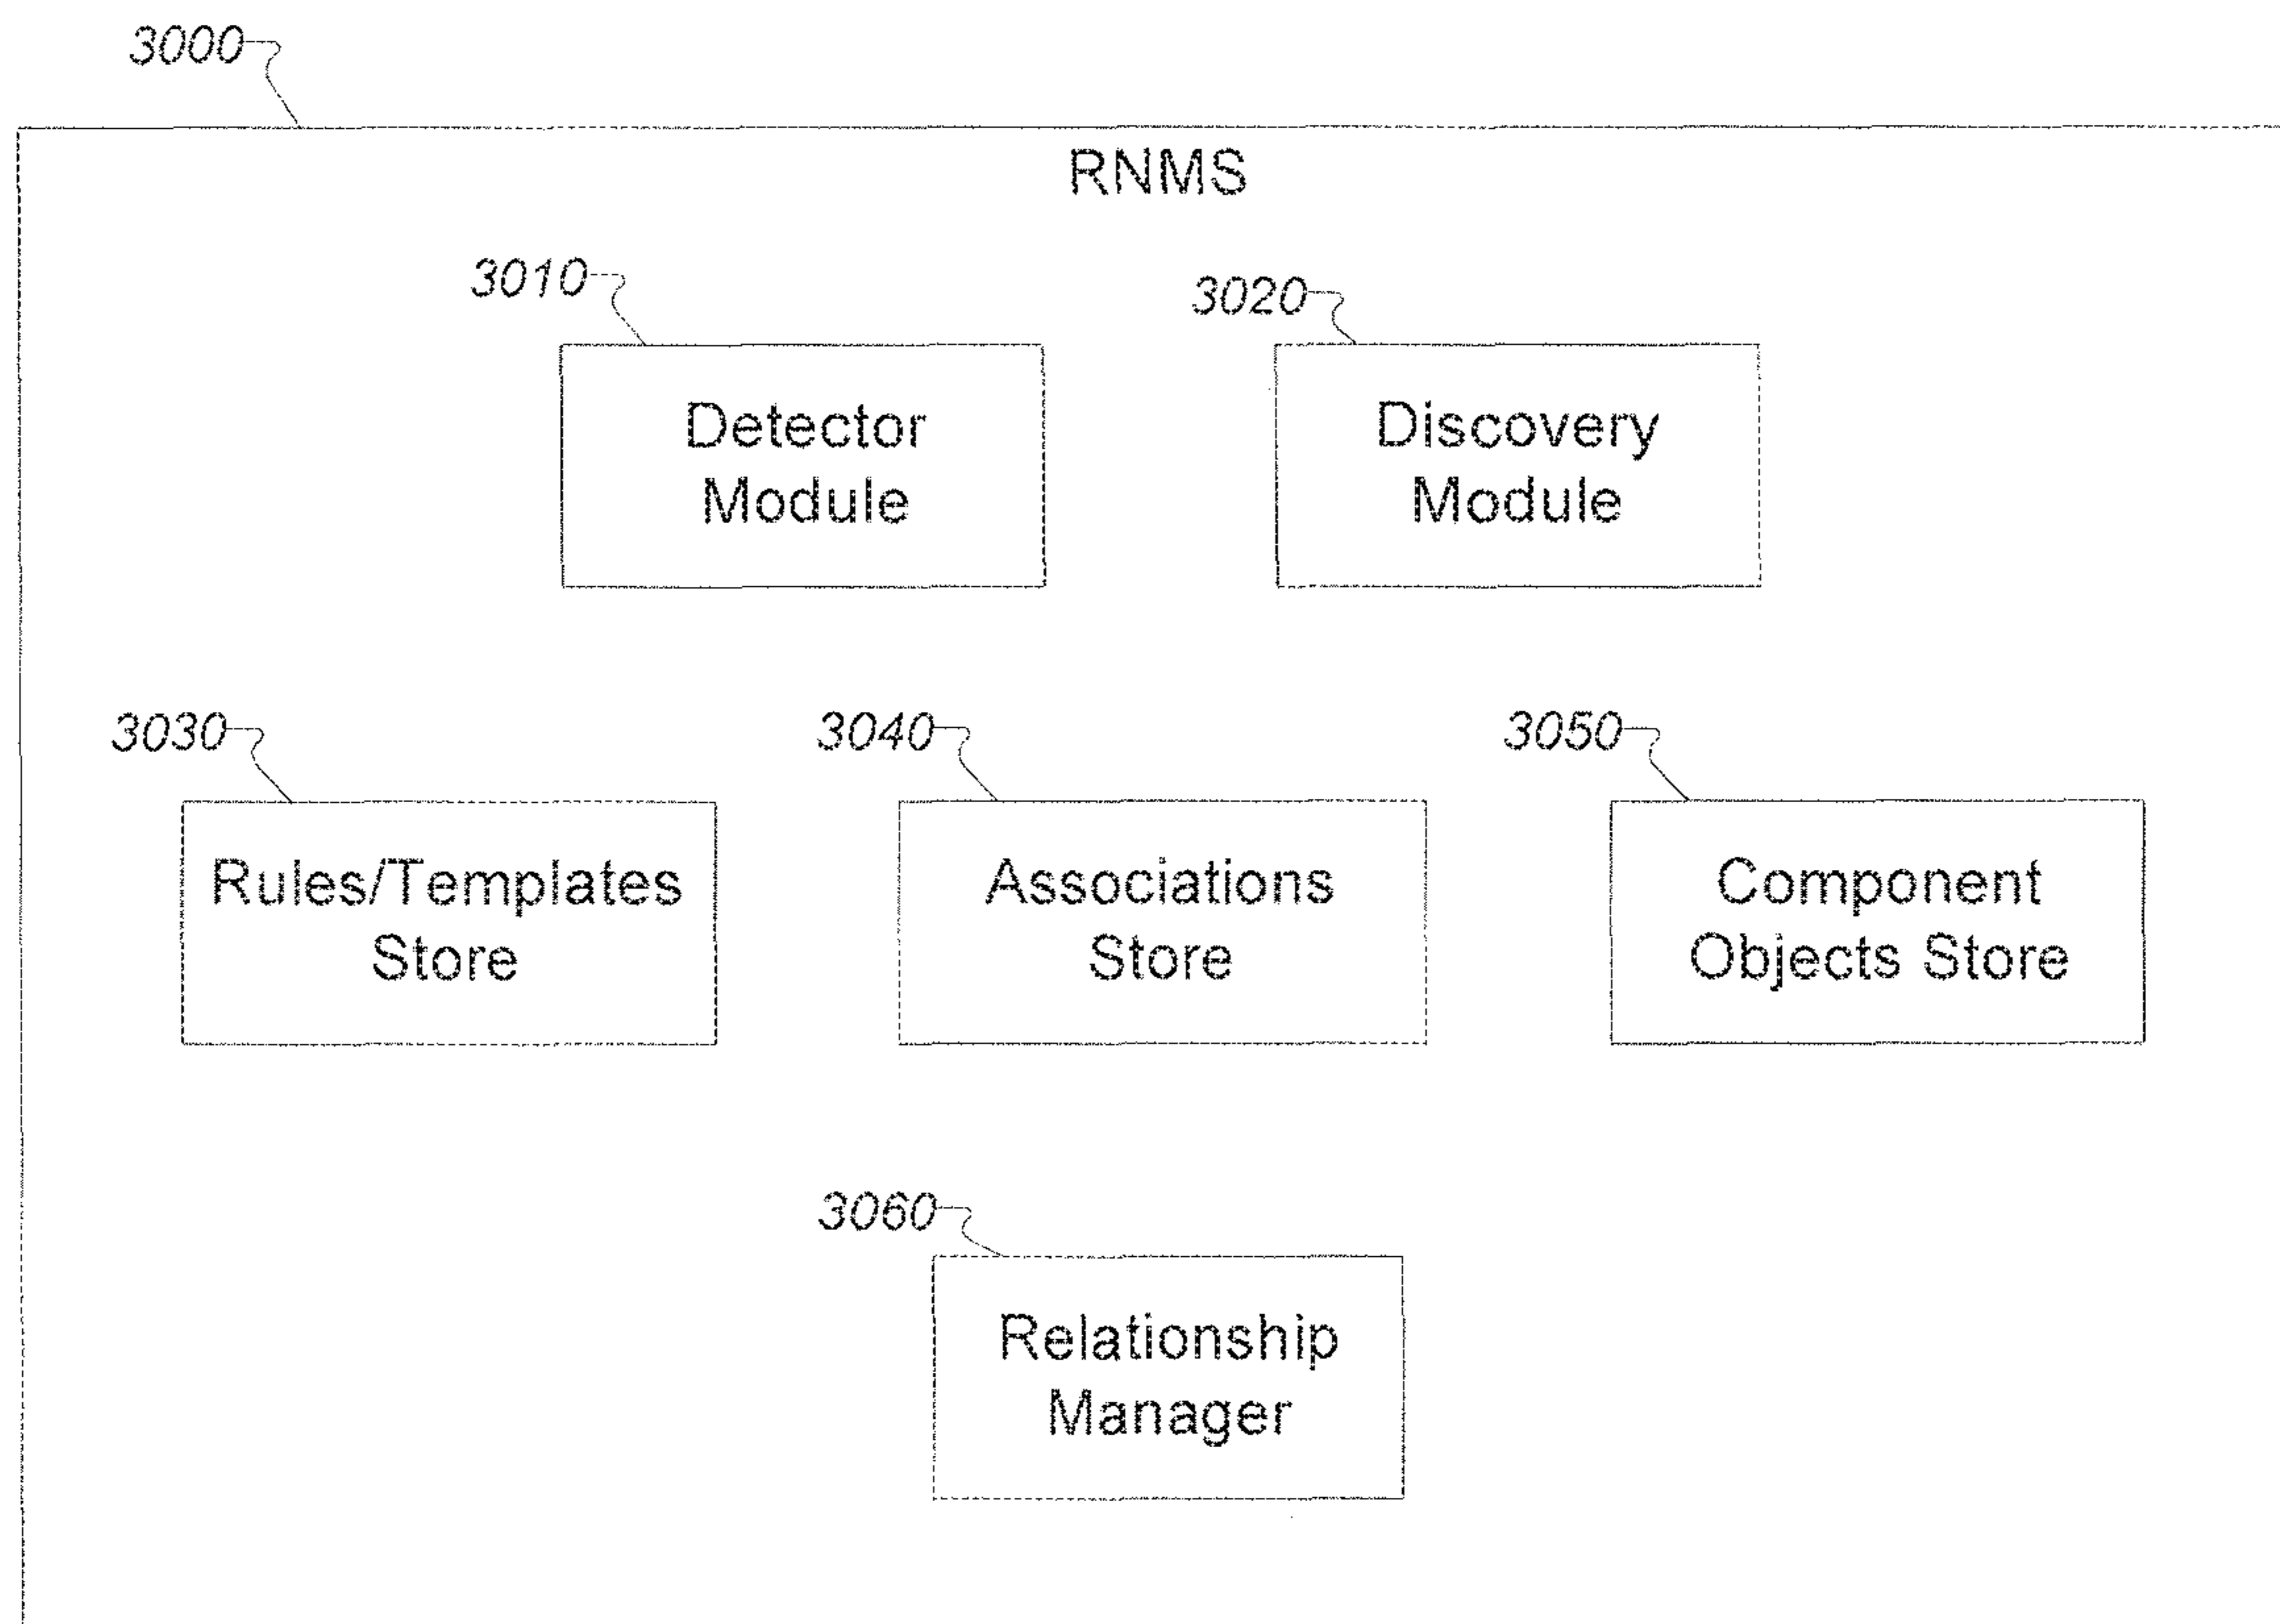 3000
RNMS
3010
3020
Detector
Module
Discovery
Module
3030
3040
3050
Rules/Templates
Store
Associations
Store
Component
Objects Store
3060
Relationship
Manager